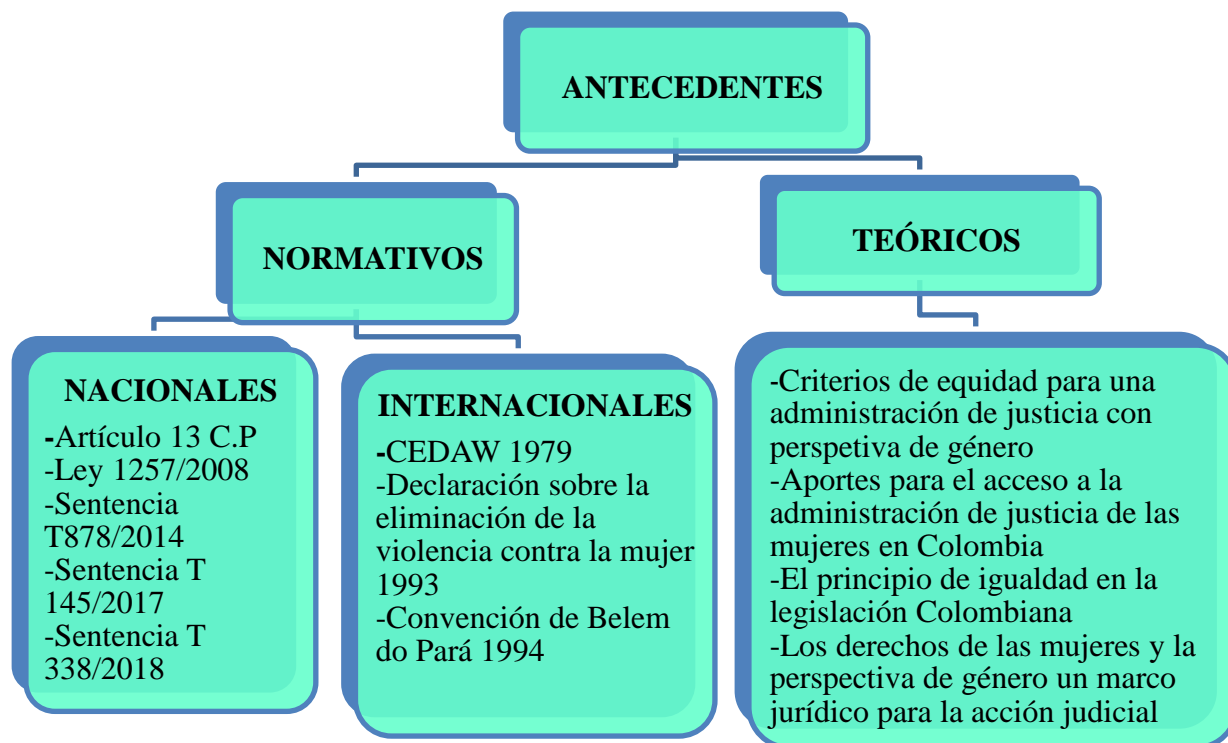 ANTECEDENTES
NORMATIVOS
TEÓRICOS
NACIONALES
-Artículo 13 C.P
-Ley 1257/2008
-Sentencia
T878/2014
-Sentencia T
145/2017
-Sentencia T
338/2018
INTERNACIONALES
-CEDAW 1979
-Declaración sobre la
eliminación de la
violencia contra la mujer
1993
-Convención de Belem
do Pará 1994
-Criterios de equidad para una
administración de justicia con
perspetiva de género
-Aportes para el acceso a la
administración de justicia de las
mujeres en Colombia
-El principio de igualdad en la
legislación Colombiana
-Los derechos de las mujeres y la
perspectiva de género un marco
jurídico para la acción judicial